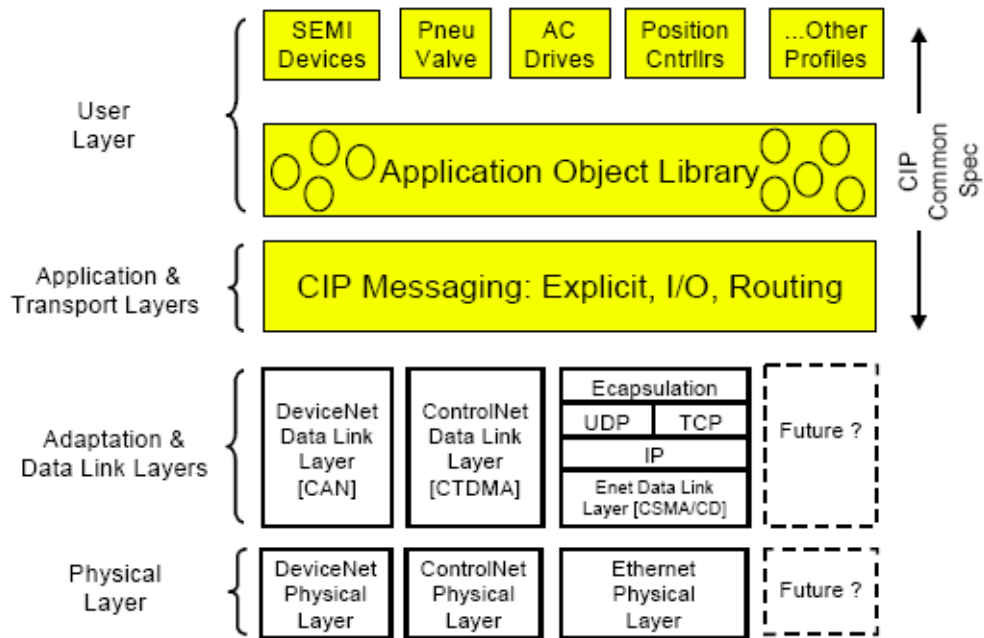 SEMI
Devices
Pneu
Valve
AC
Drives
Position
Cntrllrs
...Other
Profiles
User
Layer
Application Object Library
CIP
Common
Spec
Application &
Transport Layers
CIP Messaging: Explicit, I/O, Routing
Adaptation &
Data Link Layers
DeviceNet
Data Link
Layer
[CAN]
ControlNet
Data Link
Layer
[CTDMA]
Ecapsulation
UDP
TCP
IP
Enet Data Link
Layer [CSMA/CD]
Future ?
Physical
Layer
DeviceNet
Physical
Layer
ControlNet
Physical
Layer
Ethernet
Physical
Layer
Future ?